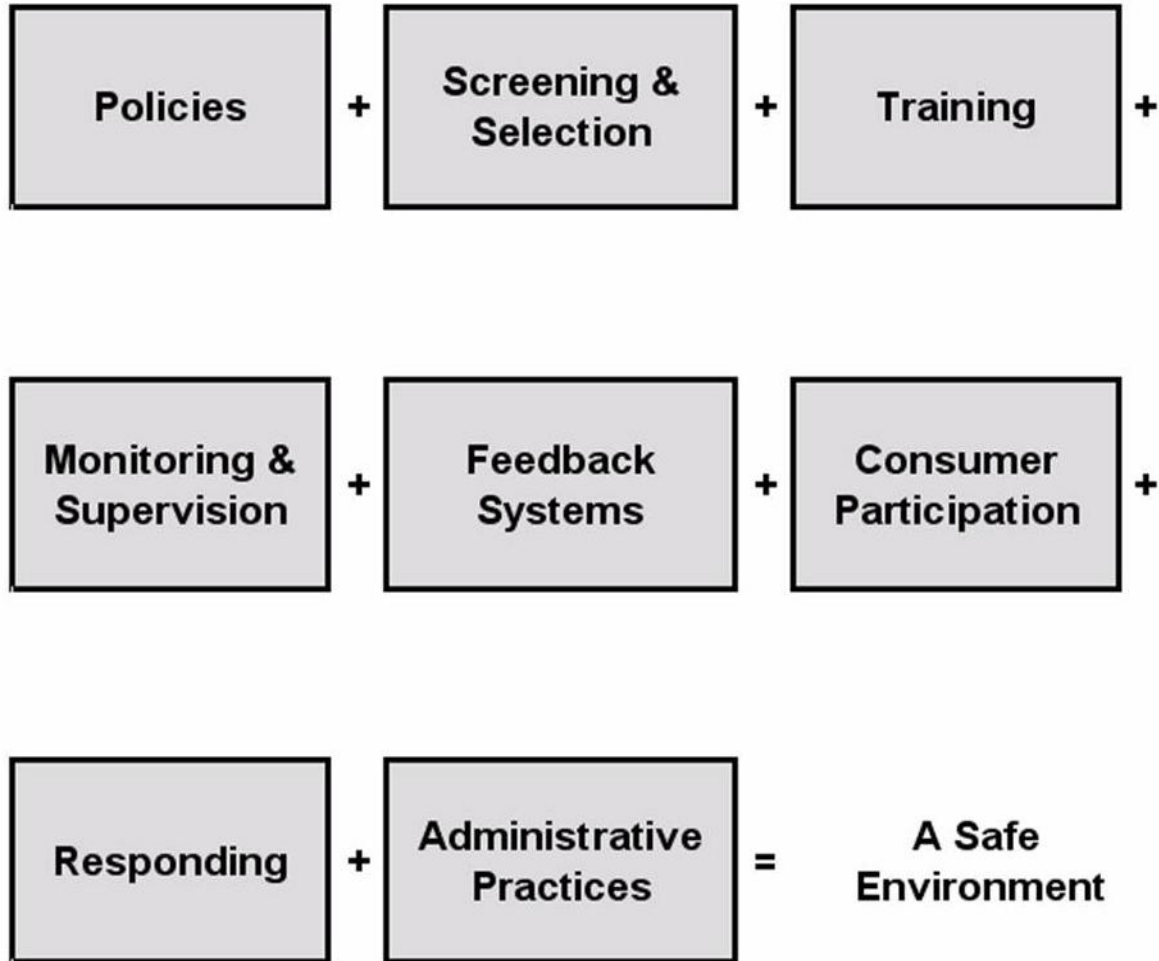 Policies + Screening & + Training +
Selection
Monitoring & + Feedback + Consumer +
Supervision Systems Participation
Responding + Administrative = A Safe
Practices Environment